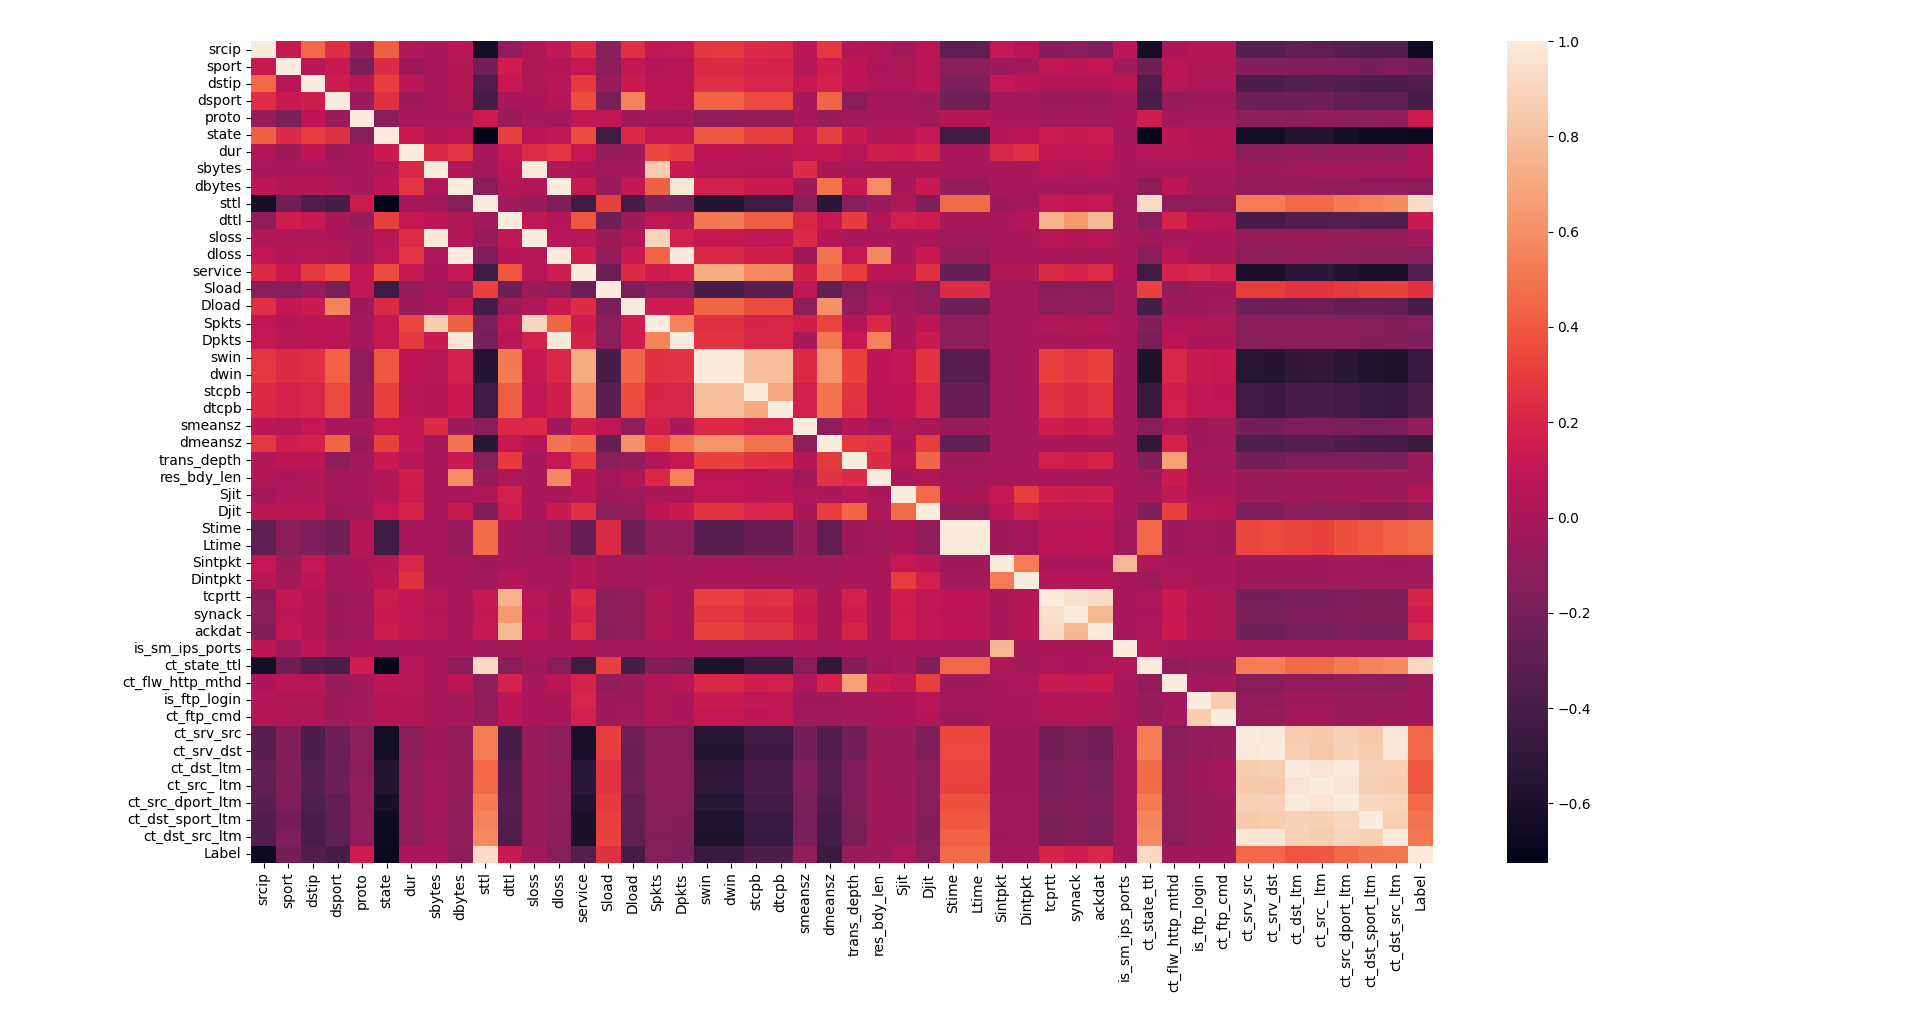 srcip
sport
dstip
dsport
proto
state
dur
sbytes
dbytes
sttl
dttl
sloss
dloss
service
Sload
Dload
Spkts
Dpkts
swin
dwin
stcpb
dtcpb
smeansz
dmeansz
trans_depth
res_bdy_len
Sjit
Djit
Stime
Ltime
Sintpkt
Dintpkt
tcprtt
synack
ackdat
is_sm_ips_ports
ct_state_ttl
ct_flw_http_mthd
is_ftp_login
ct_ftp_cmd
ct_srv_src
ct_srv_dst
ct_dst_ltm
ct_src_ ltm
ct_src_dport_ltm
ct_dst_sport_ltm
ct_dst_src_ltm
Label
srcip
sport
dstip
dsport
proto
state
dur
sbytes
dbytes
sttl
dttl
sloss
dloss
service
Sload
Dload
Spkts
Dpkts
swin
dwin
stcpb
dtcpb
smeansz
dmeansz
trans_depth
res_bdy_len
Sjit
Djit
Stime
Ltime
Sintpkt
Dintpkt
tcprtt
synack
ackdat
is_sm_ips_ports
ct_state_ttl
ct_flw_http_mthd
is_ftp_login
ct_ftp_cmd
ct_srv_src
ct_srv_dst
ct_dst_ltm
ct_src_ ltm
ct_src_dport_ltm
ct_dst_sport_ltm
ct_dst_src_ltm
Label
1.0
0.8
0.6
0.4
0.2
0.0
−0.2
−0.4
−0.6